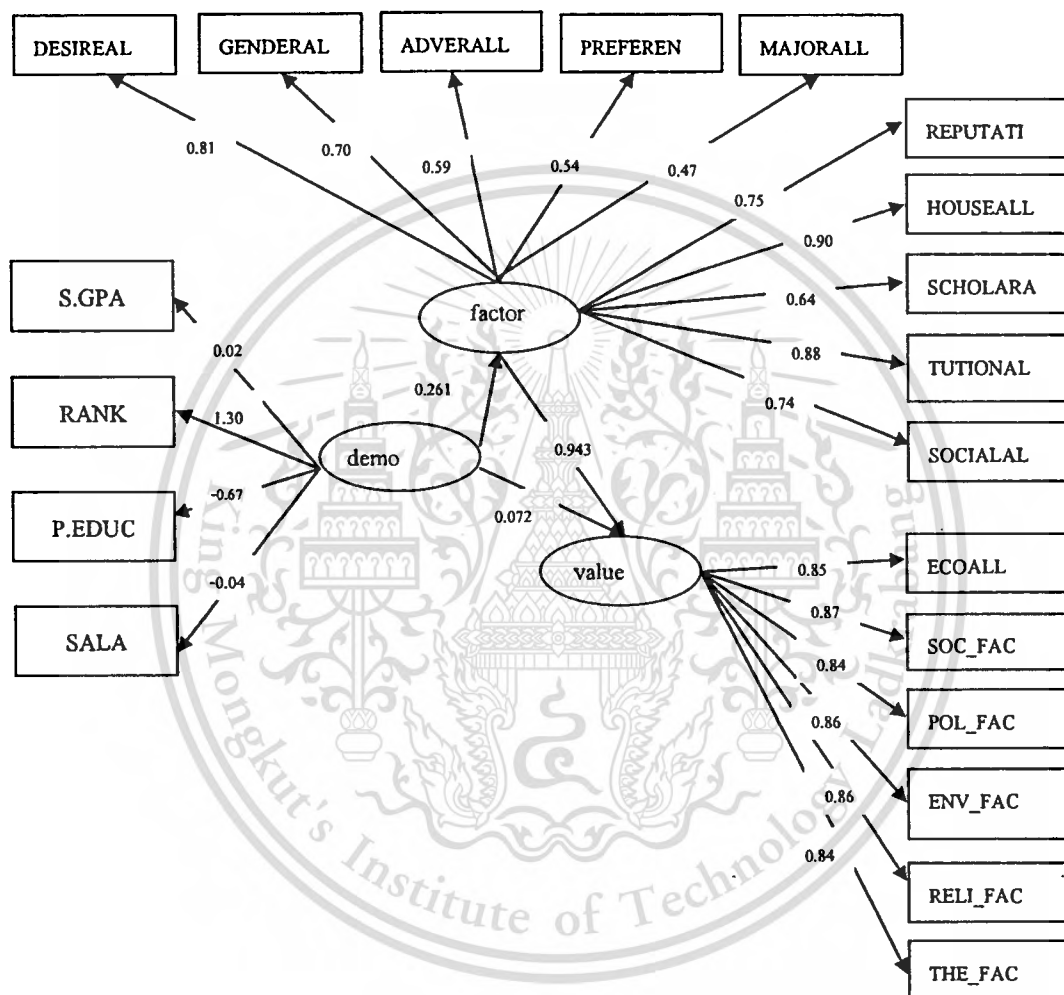 DESIREAL
GENDERAL
ADVERALL
PREFEREN
MAJORALL
0.81
0.70
0.59
0.54
0.47
REPUTATI
0.75
HOUSEALL
0.90
SCHOLARA
0.64
TUTIONAL
0.88
SOCIALAL
0.74
factor
S.GPA
0.02
RANK
1.30
P.EDUC
-0.67
SALA
-0.04
demo
0.261
0.943
0.072
value
ECOALL
0.85
SOC_FAC
0.87
POL_FAC
0.84
ENV_FAC
0.86
RELI_FAC
0.86
THE_FAC
0.84
King Mongkut's Institute of Technology Ladkrabang